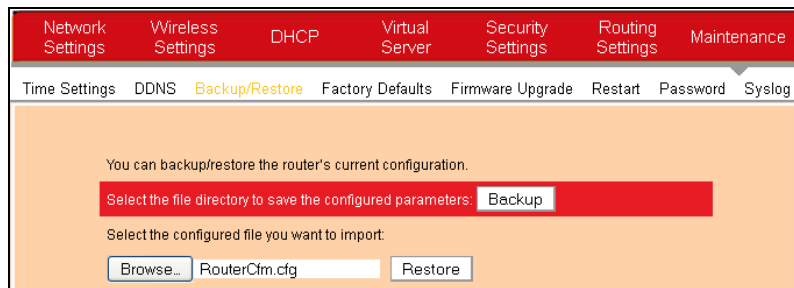 Network Settings Wireless Settings DHCP Virtual Server Security Settings Routing Settings Maintenance
Time Settings DDNS Backup/Restore Factory Defaults Firmware Upgrade Restart Password Syslog
You can backup/restore the router's current configuration.
Select the file directory to save the configured parameters: Backup
Select the configured file you want to import:
Browse... RouterCfm.cfg Restore